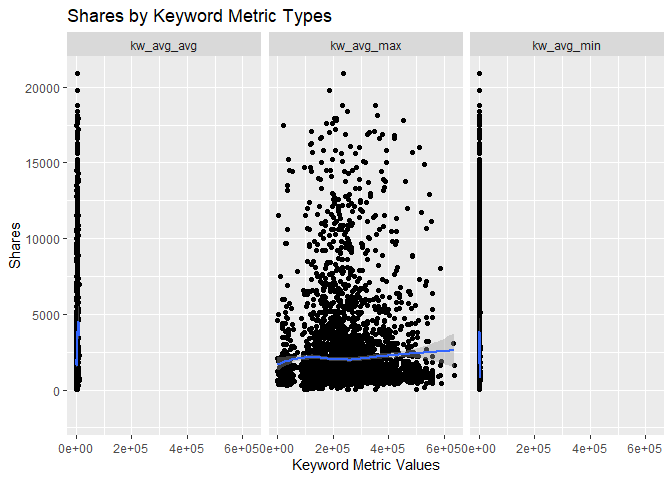 Shares by Keyword Metric Types
kw_avg_avg kw_avg_max kw_avg_min
20000
15000
10000
5000
0
Shares
0e+00 2e+05 4e+05 6e+05 0e+00 2e+05 4e+05 6e+05 0e+00 2e+05 4e+05 6e+05
Keyword Metric Values